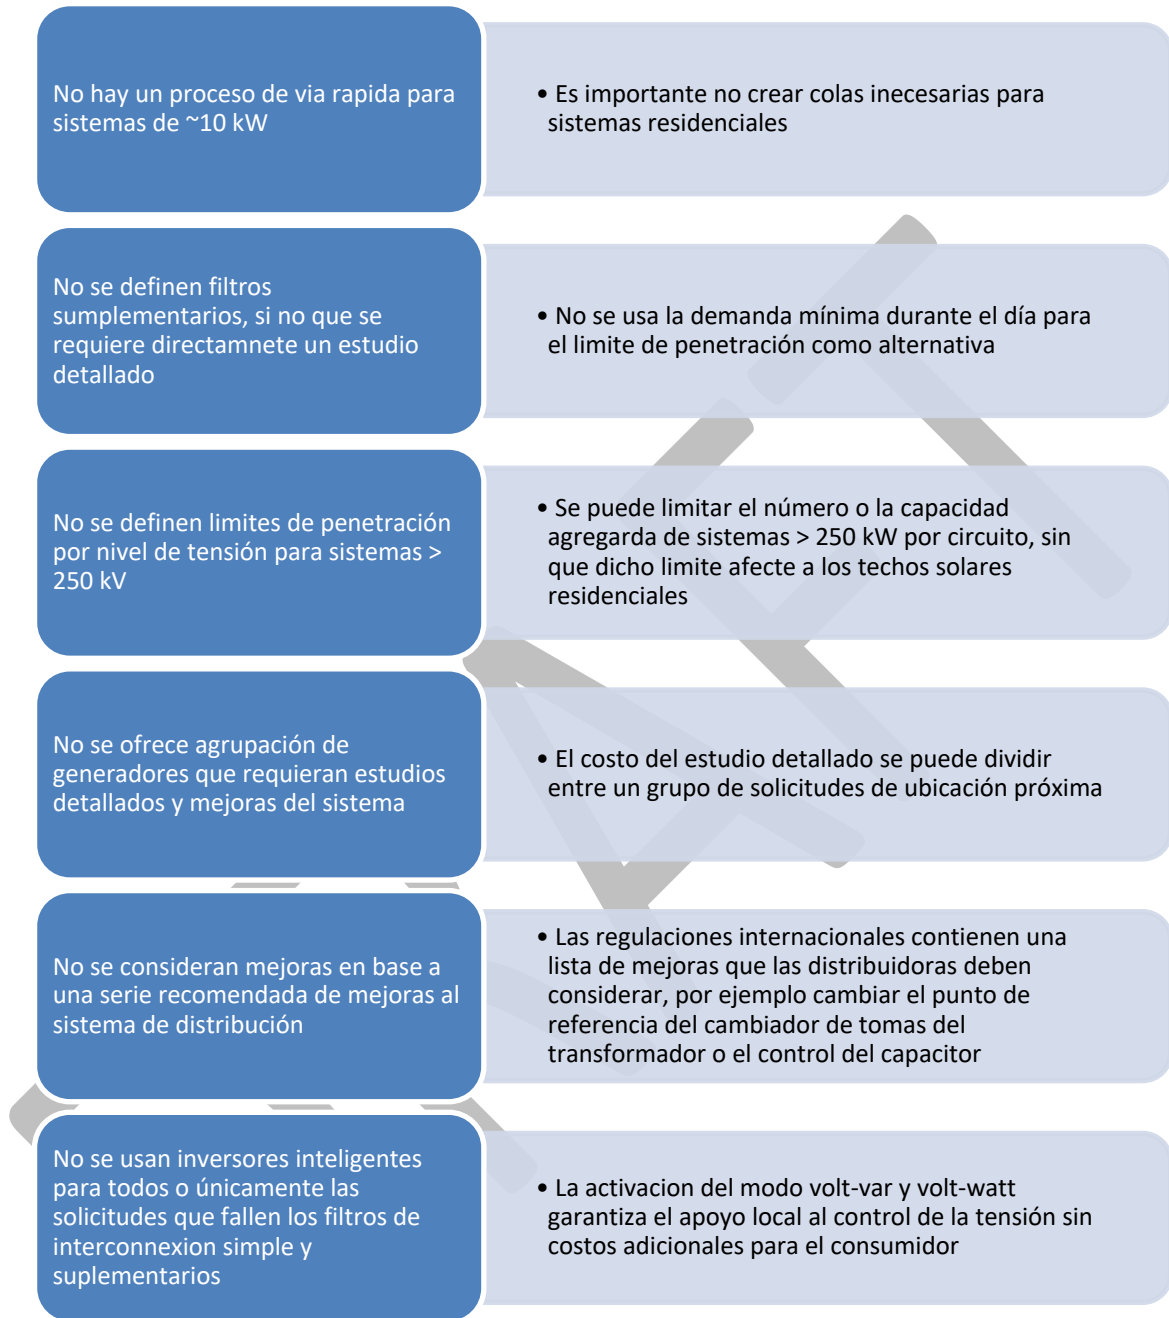 No hay un proceso de via rapida para
sistemas de ~10 kW
• Es importante no crear colas inecesarias para
sistemas residenciales
No se definen filtros
sumplementarios, si no que se
requiere directamnete un estudio
detallado
• No se usa la demanda mínima durante el día para
el limite de penetración como alternativa
No se definen limites de penetración
por nivel de tensión para sistemas >
250 kV
• Se puede limitar el número o la capacidad
agregarda de sistemas > 250 kW por circuito, sin
que dicho limite afecte a los techos solares
residenciales
No se ofrece agrupación de
generadores que requieran estudios
detallados y mejoras del sistema
• El costo del estudio detallado se puede dividir
entre un grupo de solicitudes de ubicación próxima
No se consideran mejoras en base a
una serie recomendada de mejoras al
sistema de distribución
• Las regulaciones internacionales contienen una
lista de mejoras que las distribuidoras deben
considerar, por ejemplo cambiar el punto de
referencia del cambiador de tomas del
transformador o el control del capacitor
No se usan inversores inteligentes
para todos o únicamente las
solicitudes que fallen los filtros de
interconnexion simple y
suplementarios
• La activacion del modo volt-var y volt-watt
garantiza el apoyo local al control de la tensión sin
costos adicionales para el consumidor